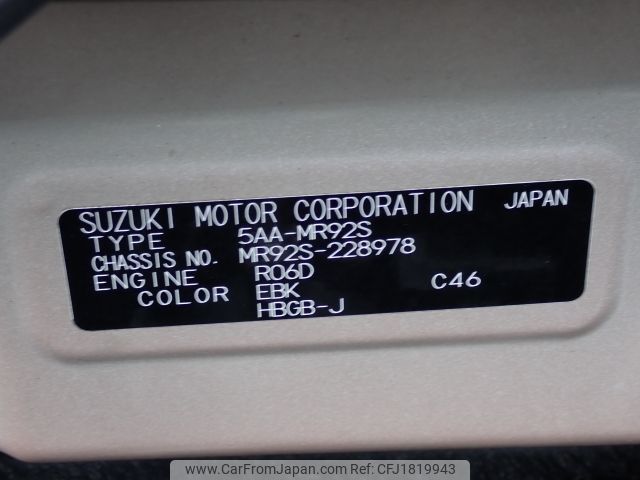 SUZUKI MOTOR CORPORATION JAPAN
TYPE 5AA-MR92S
CHASSIS NO. MR92S-228978
ENGINE R06D
COLOR EBK C46
HBGB-J
www.CarFromJapan.com CFJ1819943